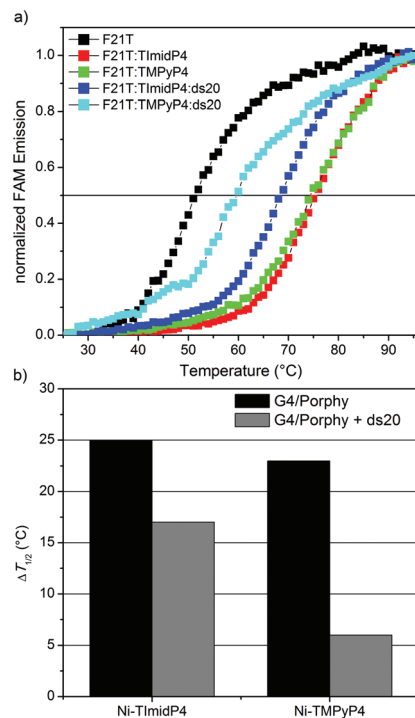 a)
F21T
F21T:TImidP4
F21T:TMPyP4
F21T:TImidP4:ds20
F21T:TMPyP4:ds20
normalized FAM Emission
1.0
0.8
0.6
0.4
0.2
0.0
30 40 50 60 70 80 90
Temperature (°C)
b)
G4/Porphy
G4/Porphy + ds20
Δ T1/2 (°C)
30
25
20
15
10
5
0
Ni-TImidP4 Ni-TMPyP4